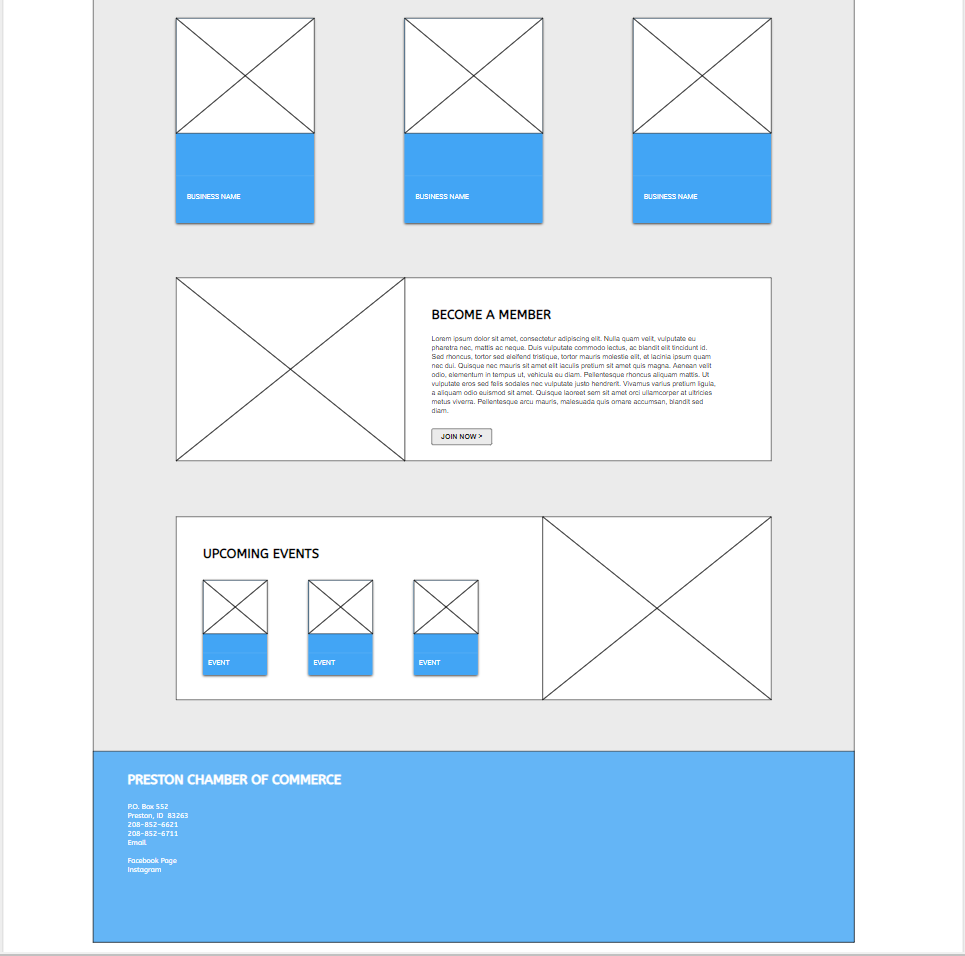 BUSINESS NAME
BUSINESS NAME
BUSINESS NAME
BECOME A MEMBER
Lorem ipsum dolor sit amet, consectetur adipiscing elit. Nulla quam velit, vulputate eu
pharetra nec, mattis ac neque. Duis vulputate commodo lectus, ac blandit elit tincidunt id.
Sed rhoncus, tortor sed eleifend tristique, tortor mauris molestie elit, et lacinia ipsum quam
nec dui. Quisque nec mauris sit amet elit iaculis pretium sit amet quis magna. Aenean velit
odio, elementum in tempus ut, vehicula eu diam. Pellentesque rhoncus aliquam mattis. Ut
vulputate eros sed felis sodales nec vulputate justo hendrerit. Vivamus varius pretium ligula,
a aliquam odio euismod sit amet. Quisque laoreet sem sit amet orci ullamcorper at ultricies
metus viverra. Pellentesque arcu mauris, malesuada quis ornare accumsan, blandit sed
diam.
JOIN NOW >
UPCOMING EVENTS
EVENT
EVENT
EVENT
PRESTON CHAMBER OF COMMERCE
P.O. Box 552
Preston, ID 83263
208-852-6621
208-852-6711
Email
Facebook Page
Instagram